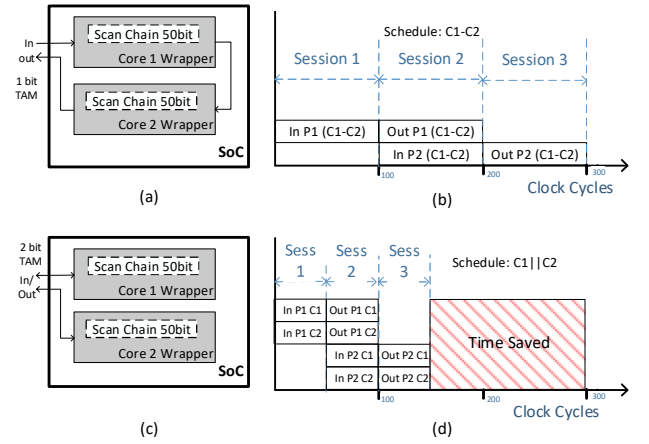 In
out
1 bit
TAM
Scan Chain 50bit
Core 1 Wrapper
Scan Chain 50bit
Core 2 Wrapper
SoC
(a)
Schedule: C1-C2
Session 1
Session 2
Session 3
In P1 (C1-C2)
Out P1 (C1-C2)
In P2 (C1-C2)
Out P2 (C1-C2)
100
200
300
Clock Cycles
(b)
2 bit
TAM
In/
Out
Scan Chain 50bit
Core 1 Wrapper
Scan Chain 50bit
Core 2 Wrapper
SoC
(c)
Sess
1
Sess
2
Sess
3
Schedule: C1||C2
In P1 C1
Out P1 C1
In P1 C2
Out P1 C2
In P2 C1
Out P2 C1
In P2 C2
Out P2 C2
Time Saved
100
200
300
Clock Cycles
(d)